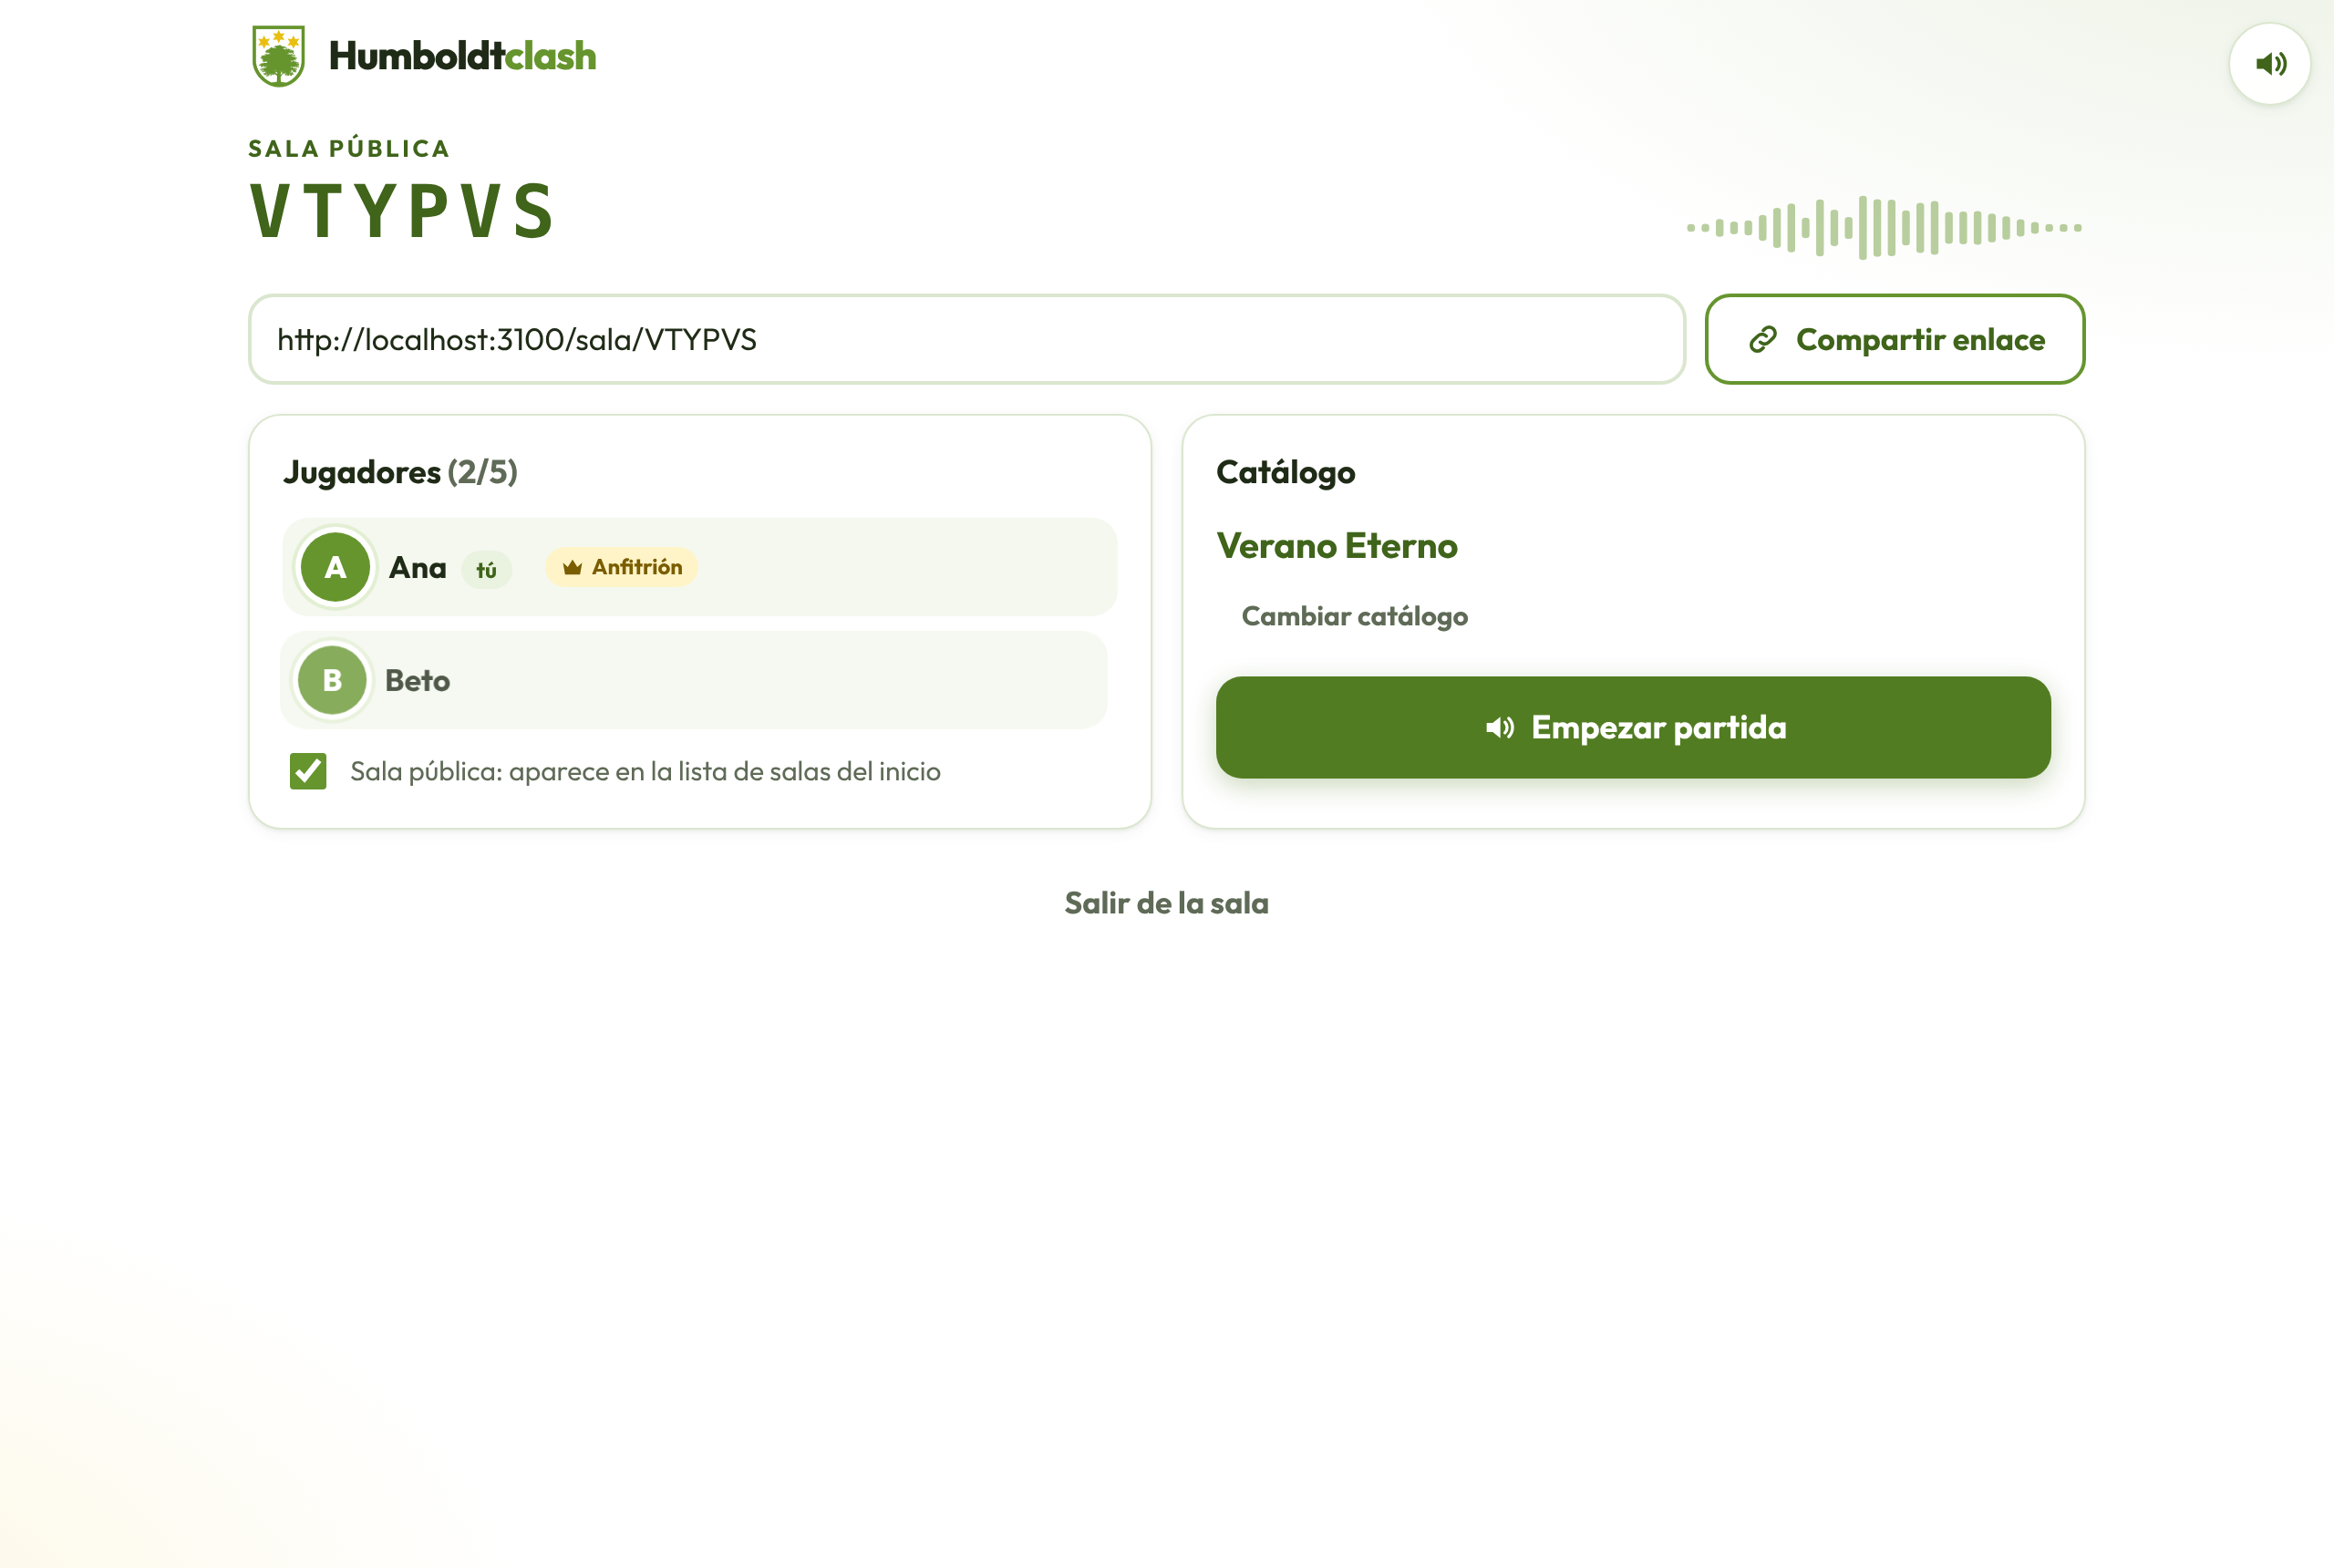 Humboldtclash
SALA PÚBLICA
VTYPVS
http://localhost:3100/sala/VTYPVS
Compartir enlace
Jugadores (2/5)
A Ana tú Anfitrión
B Beto
Sala pública: aparece en la lista de salas del inicio
Catálogo
Verano Eterno
Cambiar catálogo
Empezar partida
Salir de la sala